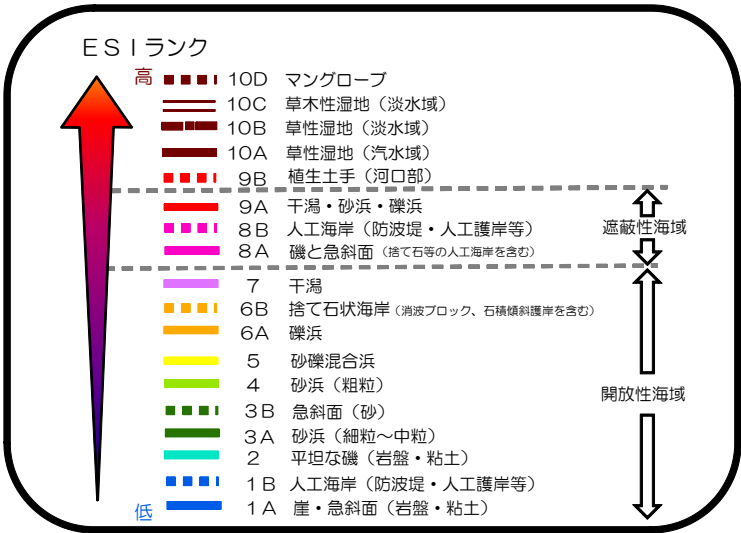 ESIランク
高
10D マングローブ
10C 草木性湿地（淡水域）
10B 草性湿地（淡水域）
10A 草性湿地（汽水域）
9B 植生土手（河口部）
9A 干潟・砂浜・礫浜
8B 人工海岸（防波堤・人工護岸等）
遮蔽性海域
8A 磯と急斜面（捨て石等の人工海岸を含む）
7 干潟
6B 捨て石状海岸（消波ブロック、石積傾斜護岸を含む）
6A 礫浜
5 砂礫混合浜
4 砂浜（粗粒）
開放性海域
3B 急斜面（砂）
3A 砂浜（細粒～中粒）
2 平坦な磯（岩盤・粘土）
1B 人工海岸（防波堤・人工護岸等）
1A 崖・急斜面（岩盤・粘土）
低